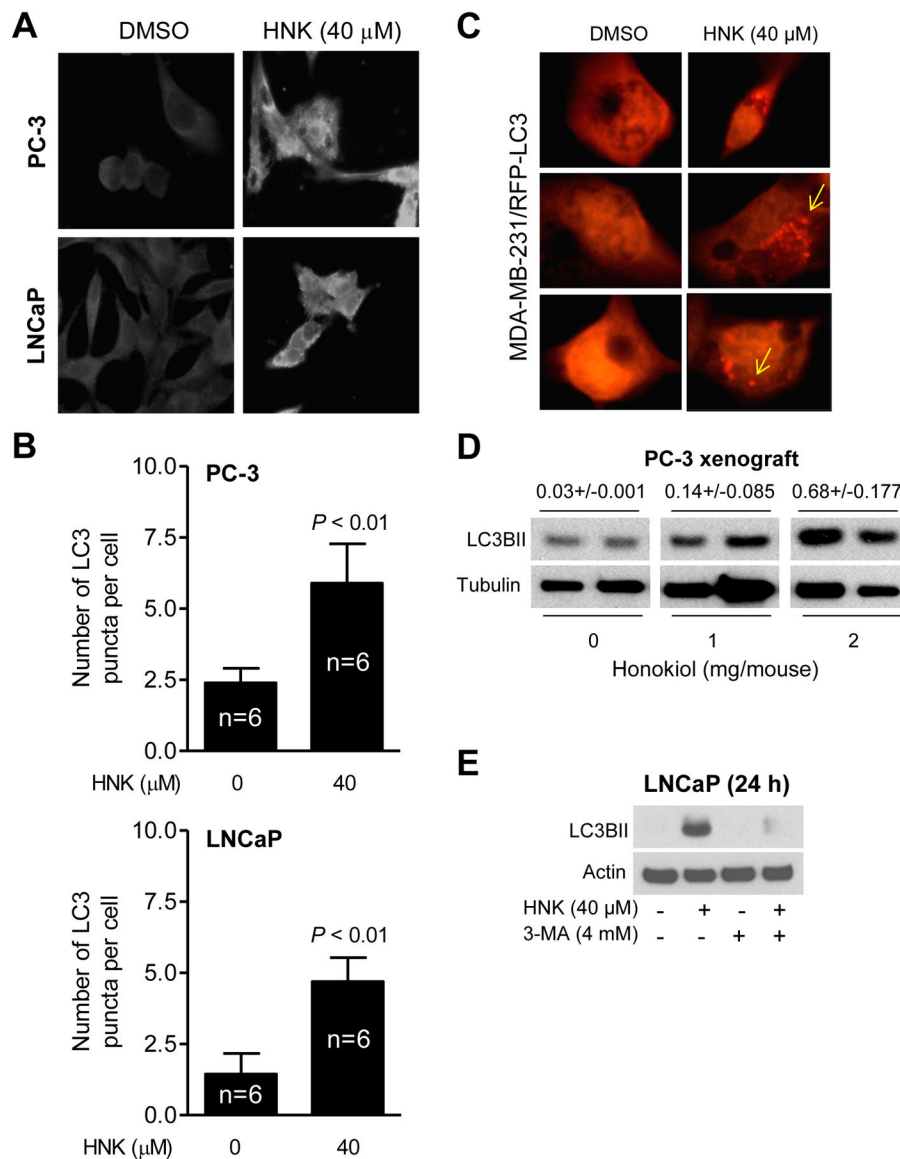 A
DMSO
HNK (40 μM)
PC-3
LNCaP
B
10.0
7.5
5.0
2.5
0.0
PC-3
P < 0.01
n=6
n=6
Number of LC3
puncta per cell
HNK (μM)
0
40
10.0
7.5
5.0
2.5
0.0
LNCaP
P < 0.01
n=6
n=6
Number of LC3
puncta per cell
HNK (μM)
0
40
C
DMSO
HNK (40 μM)
MDA-MB-231/RFP-LC3
D
PC-3 xenograft
0.03+/-0.001
0.14+/-0.085
0.68+/-0.177
LC3BII
Tubulin
0
1
2
Honokiol (mg/mouse)
E
LNCaP (24 h)
LC3BII
Actin
HNK (40 μM) - + - +
3-MA (4 mM) - - + +